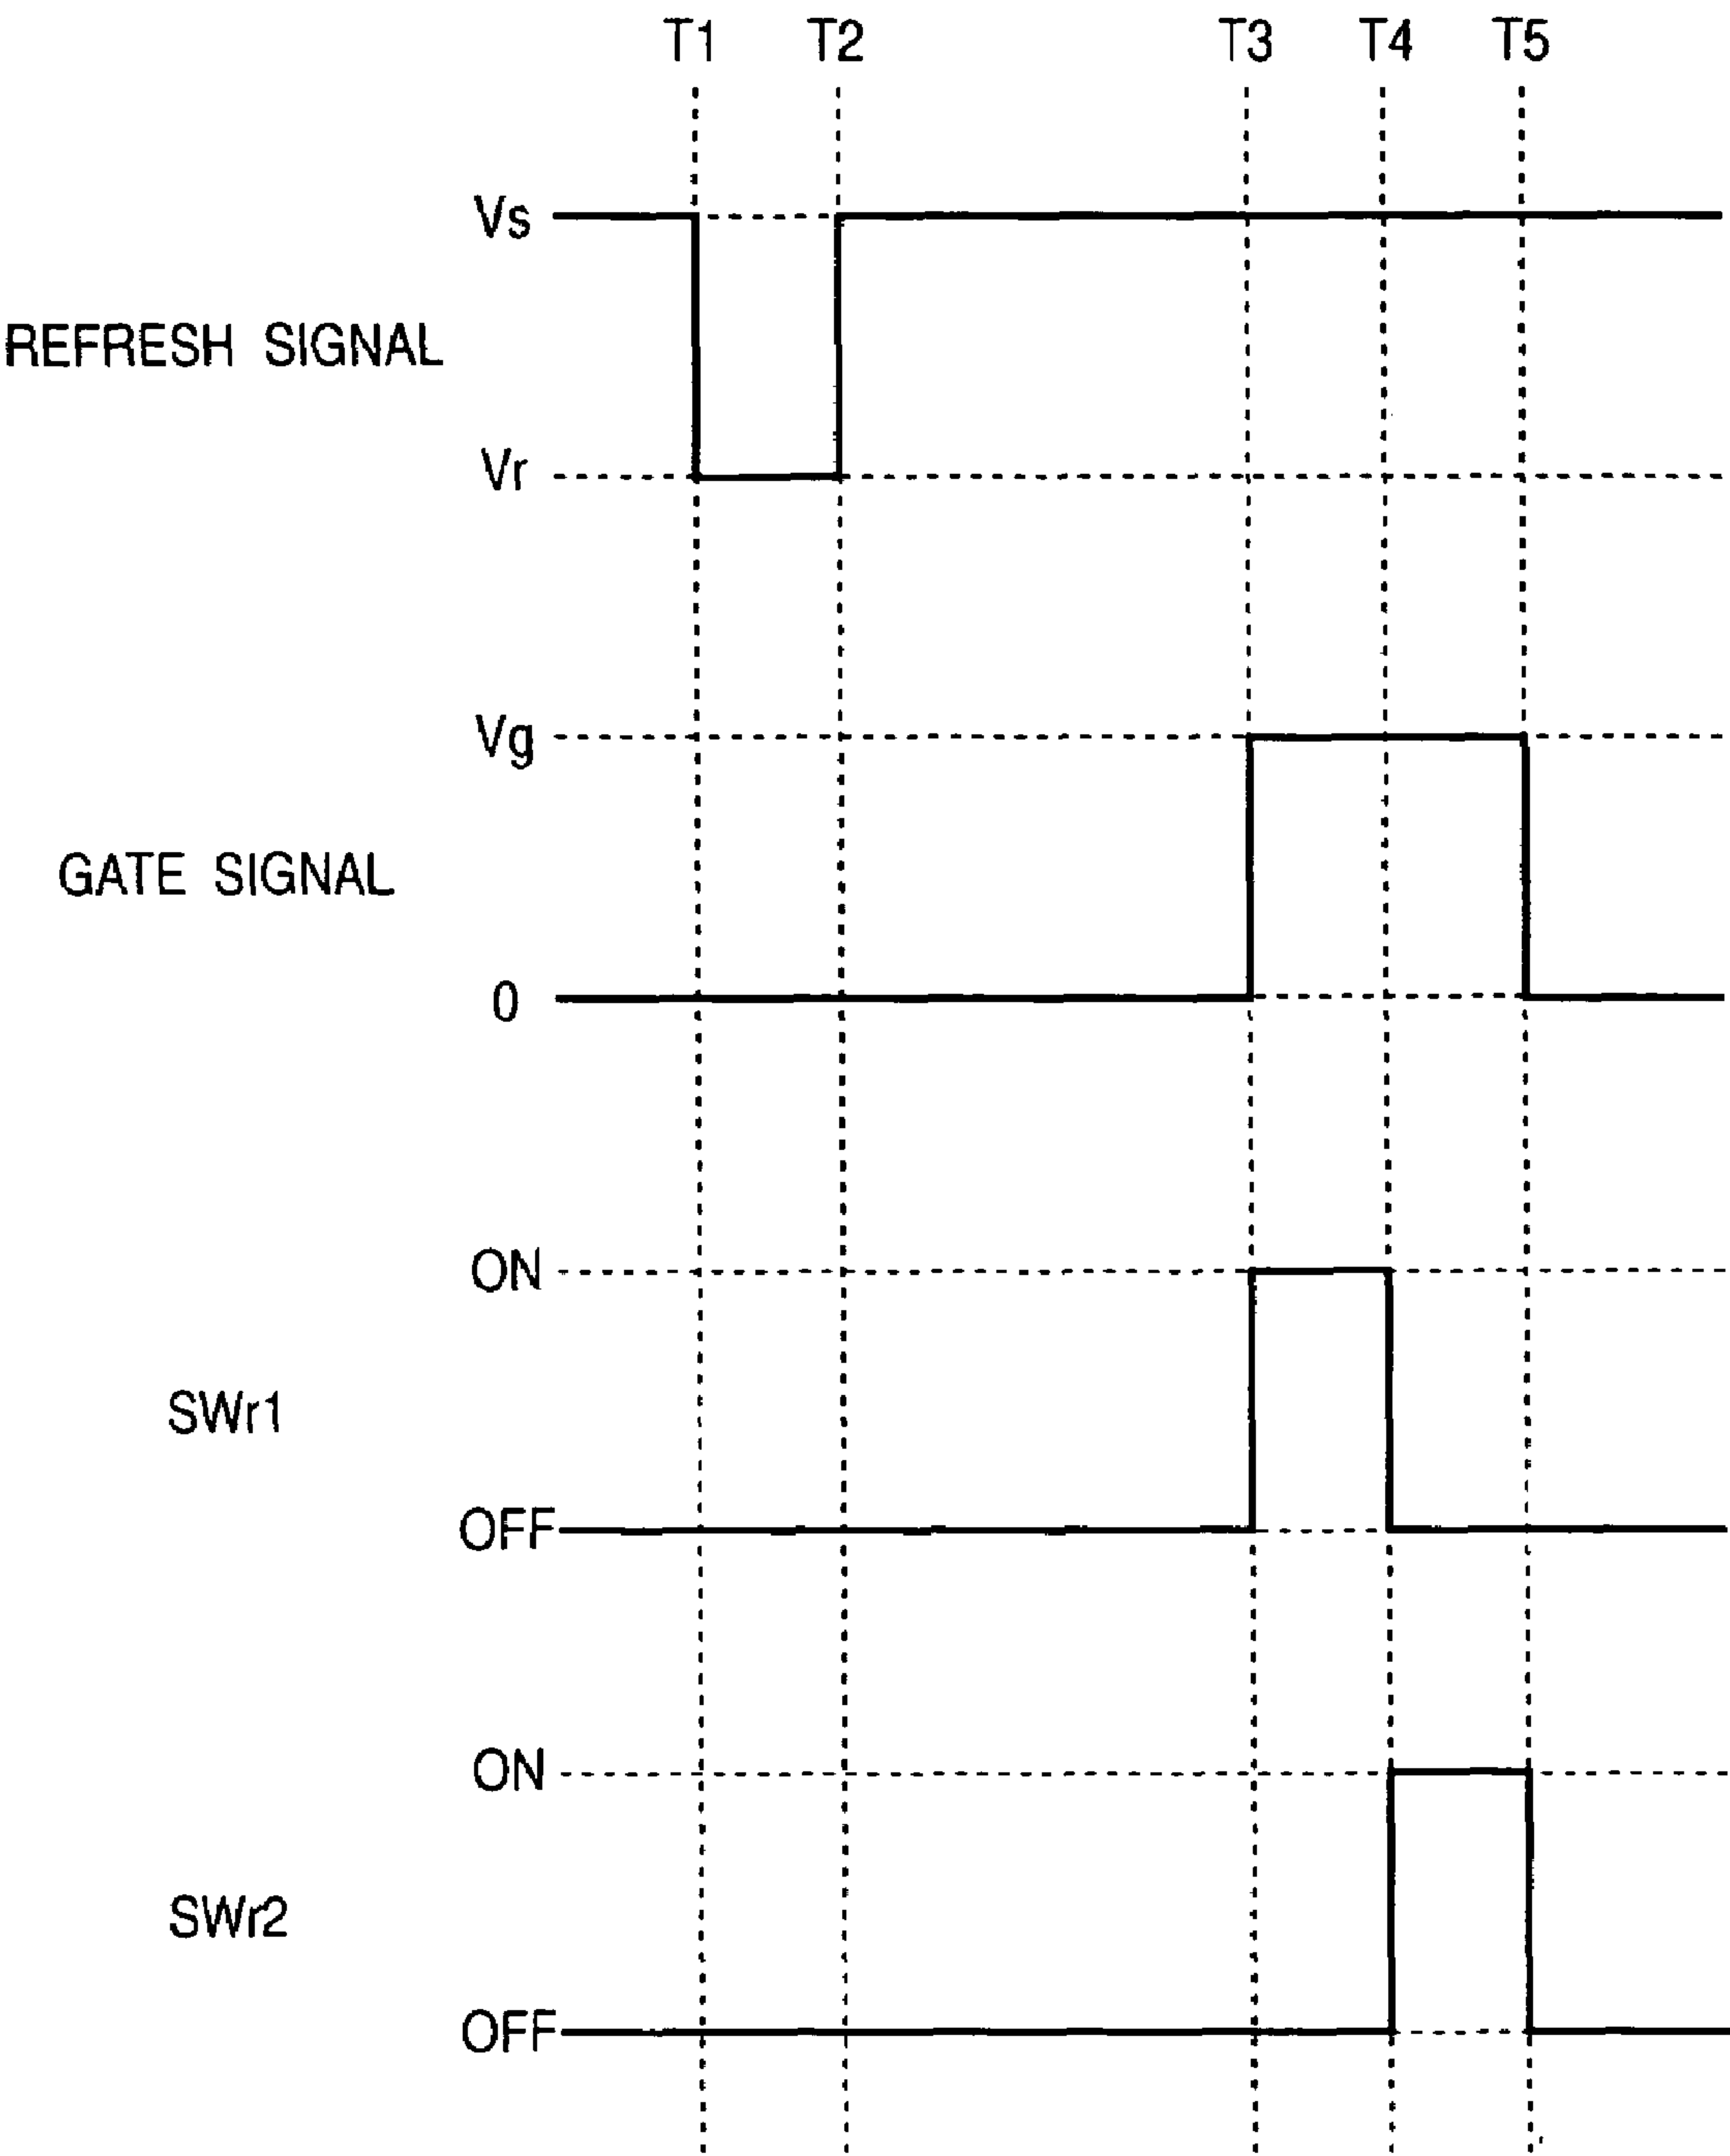 T1 T2 T3 T4 T5
Vs
REFRESH SIGNAL
Vr
Vg
GATE SIGNAL
0
ON
SWr1
OFF
ON
SWr2
OFF